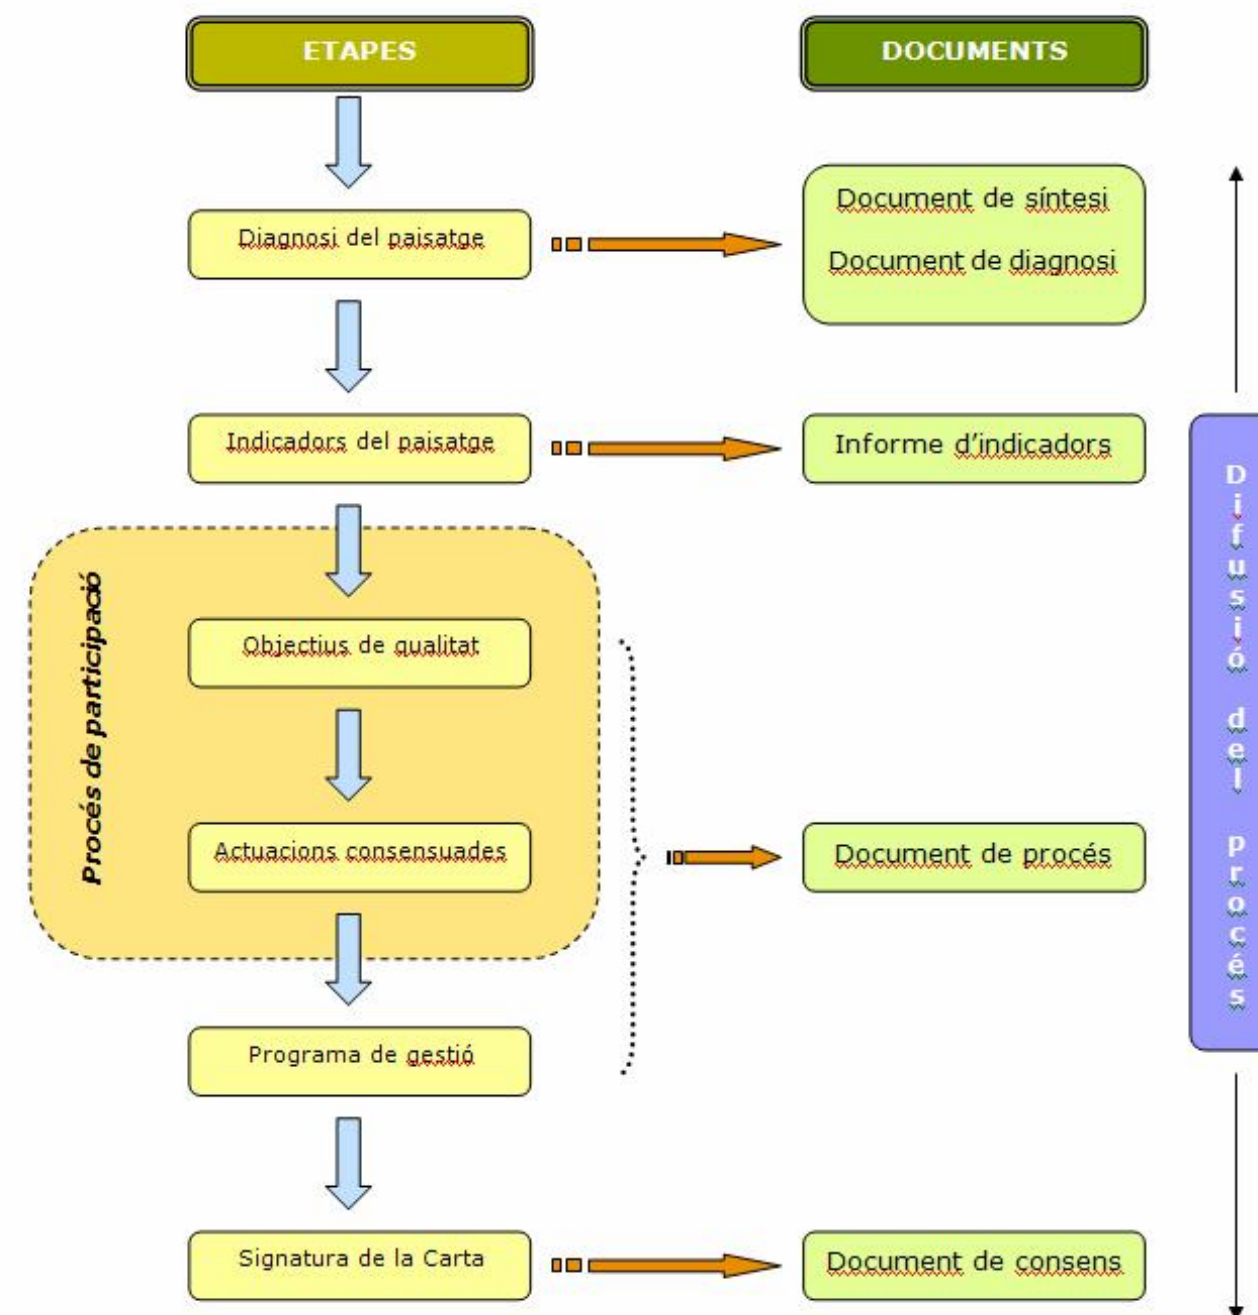 ETAPES
DOCUMENTS
Diagnosi del paisatge
Document de síntesi
Document de diagnosi
Indicadors del paisatge
Informe d'indicadors
Procés de participació
Objectius de qualitat
Actuacions consensuades
Document de procés
Programa de gestió
Signatura de la Carta
Document de consens
Difusió del procés